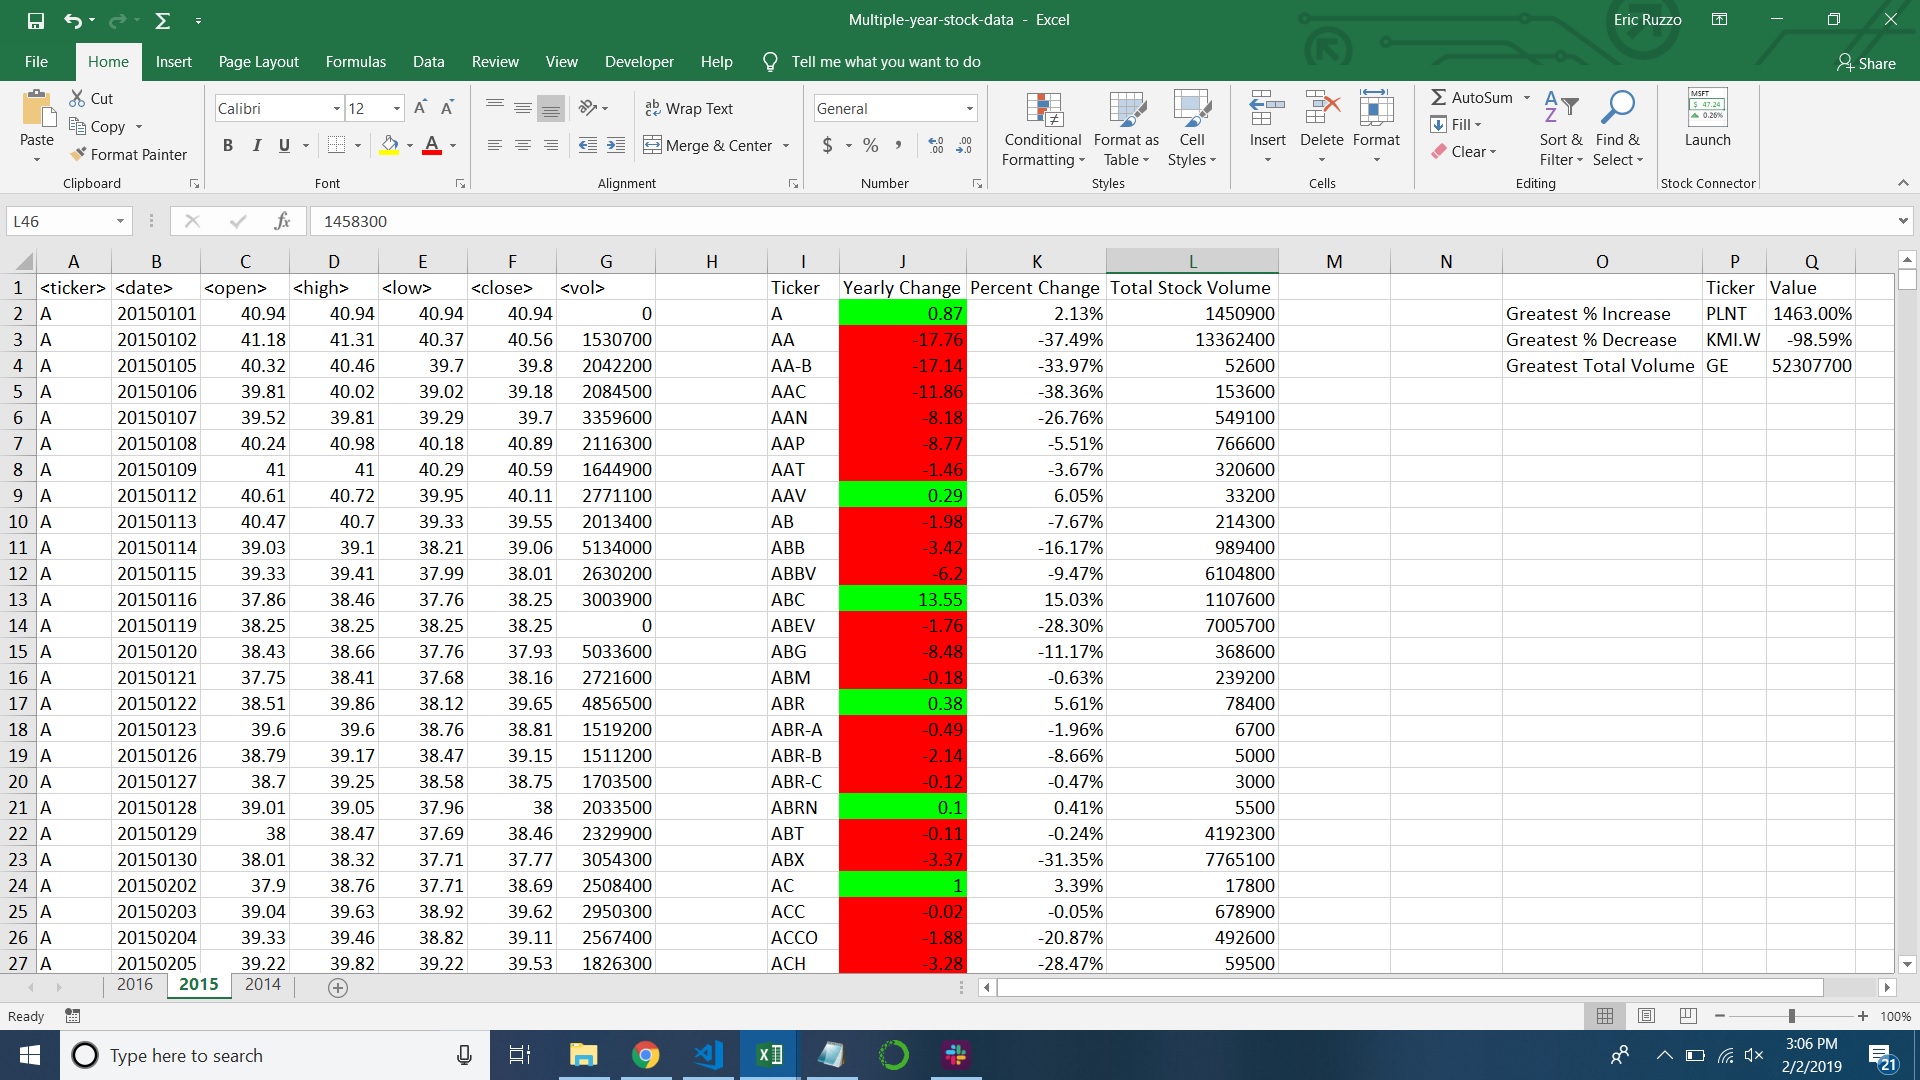 Multiple-year-stock-data - Excel
Eric Ruzzo
File Home Insert Page Layout Formulas Data Review View Developer Help Tell me what you want to do Share
Paste
Cut
Copy
Format Painter
Clipboard
Calibri 12
B I U
Font
Wrap Text
Merge & Center
Alignment
General
$ % ,
Number
Conditional Formatting
Format as Table
Cell Styles
Styles
Insert
Delete
Format
Cells
AutoSum
Fill
Clear
Sort & Filter
Find & Select
Editing
MSFT
$ 47.24
0.26%
Launch
Stock Connector
L46 fx 1458300
A B C D E F G H I J K L M N O P Q
1 <ticker> <date> <open> <high> <low> <close> <vol> Ticker Yearly Change Percent Change Total Stock Volume Ticker Value
2 A 20150101 40.94 40.94 40.94 40.94 0 A 0.87 2.13% 1450900 Greatest % Increase PLNT 1463.00%
3 A 20150102 41.18 41.31 40.37 40.56 1530700 AA -17.76 -37.49% 13362400 Greatest % Decrease KMI.W -98.59%
4 A 20150105 40.32 40.46 39.7 39.8 2042200 AA-B -17.14 -33.97% 52600 Greatest Total Volume GE 52307700
5 A 20150106 39.81 40.02 39.02 39.18 2084500 AAC -11.86 -38.36% 153600
6 A 20150107 39.52 39.81 39.29 39.7 3359600 AAN -8.18 -26.76% 549100
7 A 20150108 40.24 40.98 40.18 40.89 2116300 AAP -8.77 -5.51% 766600
8 A 20150109 41 41 40.29 40.59 1644900 AAT -1.46 -3.67% 320600
9 A 20150112 40.61 40.72 39.95 40.11 2771100 AAV 0.29 6.05% 33200
10 A 20150113 40.47 40.7 39.33 39.55 2013400 AB -1.98 -7.67% 214300
11 A 20150114 39.03 39.1 38.21 39.06 5134000 ABB -3.42 -16.17% 989400
12 A 20150115 39.33 39.41 37.99 38.01 2630200 ABBV -6.2 -9.47% 6104800
13 A 20150116 37.86 38.46 37.76 38.25 3003900 ABC 13.55 15.03% 1107600
14 A 20150119 38.25 38.25 38.25 38.25 0 ABEV -1.76 -28.30% 7005700
15 A 20150120 38.43 38.66 37.76 37.93 5033600 ABG -8.48 -11.17% 368600
16 A 20150121 37.75 38.41 37.68 38.16 2721600 ABM -0.18 -0.63% 239200
17 A 20150122 38.51 39.86 38.12 39.65 4856500 ABR 0.38 5.61% 78400
18 A 20150123 39.6 39.6 38.76 38.81 1519200 ABR-A -0.49 -1.96% 6700
19 A 20150126 38.79 39.17 38.47 39.15 1511200 ABR-B -2.14 -8.66% 5000
20 A 20150127 38.7 39.25 38.58 38.75 1703500 ABR-C -0.12 -0.47% 3000
21 A 20150128 39.01 39.05 37.96 38 2033500 ABRN 0.1 0.41% 5500
22 A 20150129 38 38.47 37.69 38.46 2329900 ABT -0.11 -0.24% 4192300
23 A 20150130 38.01 38.32 37.71 37.77 3054300 ABX -3.37 -31.35% 7765100
24 A 20150202 37.9 38.76 37.71 38.69 2508400 AC 1 3.39% 17800
25 A 20150203 39.04 39.63 38.92 39.62 2950300 ACC -0.02 -0.05% 678900
26 A 20150204 39.33 39.46 38.82 39.11 2567400 ACCO -1.88 -20.87% 492600
27 A 20150205 39.22 39.82 39.22 39.53 1826300 ACH -3.28 -28.47% 59500
2016 2015 2014
Ready 100%
Type here to search
3:06 PM
2/2/2019
21